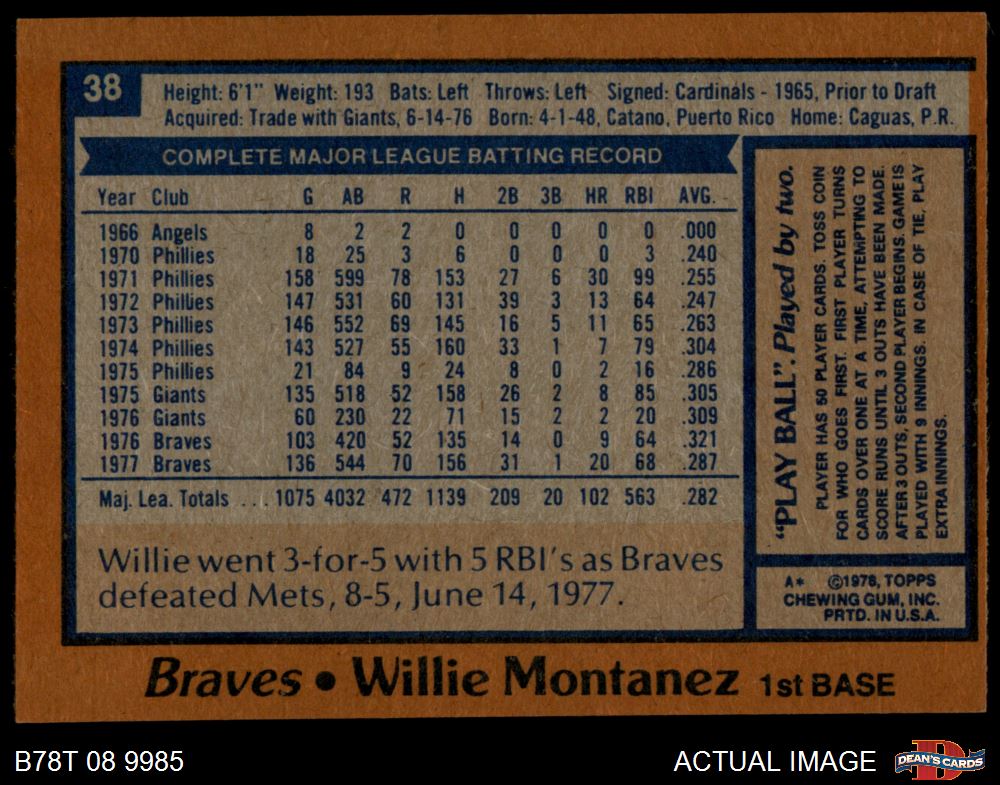 38
Height: 6'1" Weight: 193 Bats: Left Throws: Left Signed: Cardinals - 1965, Prior to Draft
Acquired: Trade with Giants, 6-14-76 Born: 4-1-48, Catano, Puerto Rico Home: Caguas, P.R.
COMPLETE MAJOR LEAGUE BATTING RECORD
Year Club G AB R H 2B 3B HR RBI AVG.
1966 Angels 8 2 2 0 0 0 0 0 .000
1970 Phillies 18 25 3 6 0 0 0 3 .240
1971 Phillies 158 599 78 153 27 6 30 99 .255
1972 Phillies 147 531 60 131 39 3 13 64 .247
1973 Phillies 146 552 69 145 16 5 11 65 .263
1974 Phillies 143 527 55 160 33 1 7 79 .304
1975 Phillies 21 84 9 24 8 0 2 16 .286
1975 Giants 135 518 52 158 26 2 8 85 .305
1976 Giants 60 230 22 71 15 2 2 20 .309
1976 Braves 103 420 52 135 14 0 9 64 .321
1977 Braves 136 544 70 156 31 1 20 68 .287
Maj. Lea. Totals ... 1075 4032 472 1139 209 20 102 563 .282
Willie went 3-for-5 with 5 RBI's as Braves
defeated Mets, 8-5, June 14, 1977.
"PLAY BALL". Played by two.
PLAYER HAS 50 PLAYER CARDS. TOSS COIN
FOR WHO GOES FIRST. FIRST PLAYER TURNS
CARDS OVER ONE AT A TIME, ATTEMPTING TO
SCORE RUNS UNTIL 3 OUTS HAVE BEEN MADE.
AFTER 3 OUTS, SECOND PLAYER BEGINS. GAME IS
PLAYED WITH 9 INNINGS. IN CASE OF TIE, PLAY
EXTRA INNINGS.
A* ©1978, TOPPS
CHEWING GUM, INC.
PRTD. IN U.S.A.
Braves • Willie Montanez 1st BASE
B78T 08 9985
ACTUAL IMAGE
D
DEAN'S CARDS